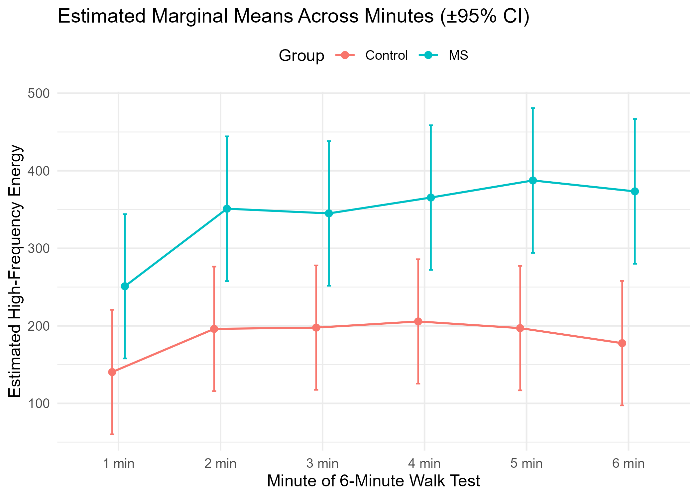 Estimated Marginal Means Across Minutes (±95% CI)
Group Control MS
Estimated High-Frequency Energy
500
400
300
200
100
1 min 2 min 3 min 4 min 5 min 6 min
Minute of 6-Minute Walk Test